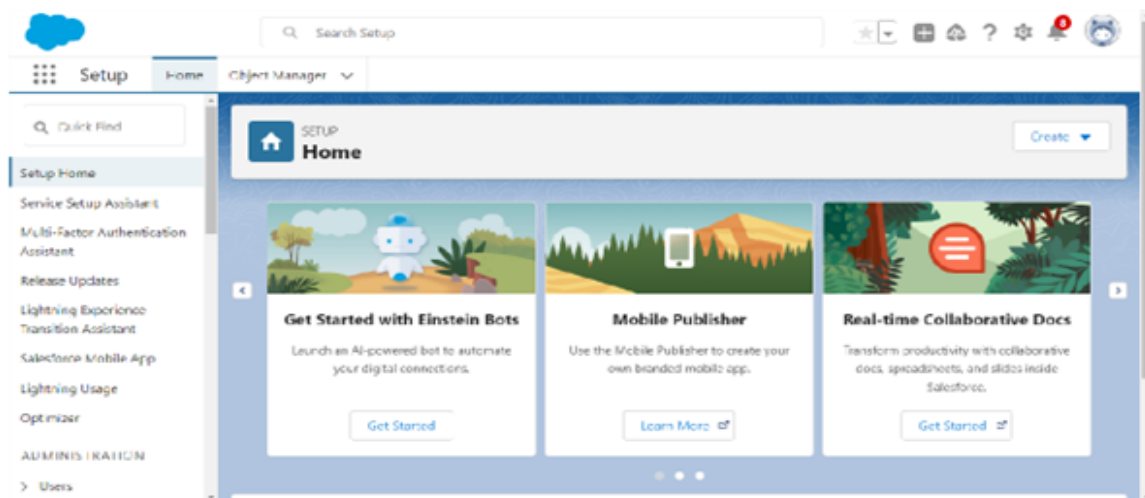 Search Setup
8
Setup
Home
Object Manager
Quick Find
Setup Home
Service Setup Assistant
Multi-Factor Authentication
Assistant
Release Updates
Lightning Experience
Transition Assistant
Salesforce Mobile App
Lightning Usage
Optimizer
ADMINISTRATION
Users
SETUP
Home
Create
Get Started with Einstein Bots
Launch an AI-powered bot to automate
your digital connections.
Get Started
Mobile Publisher
Use the Mobile Publisher to create your
own branded mobile app.
Learn More
Real-time Collaborative Docs
Transform productivity with collaborative
docs, spreadsheets, and slides inside
Salesforce.
Get Started